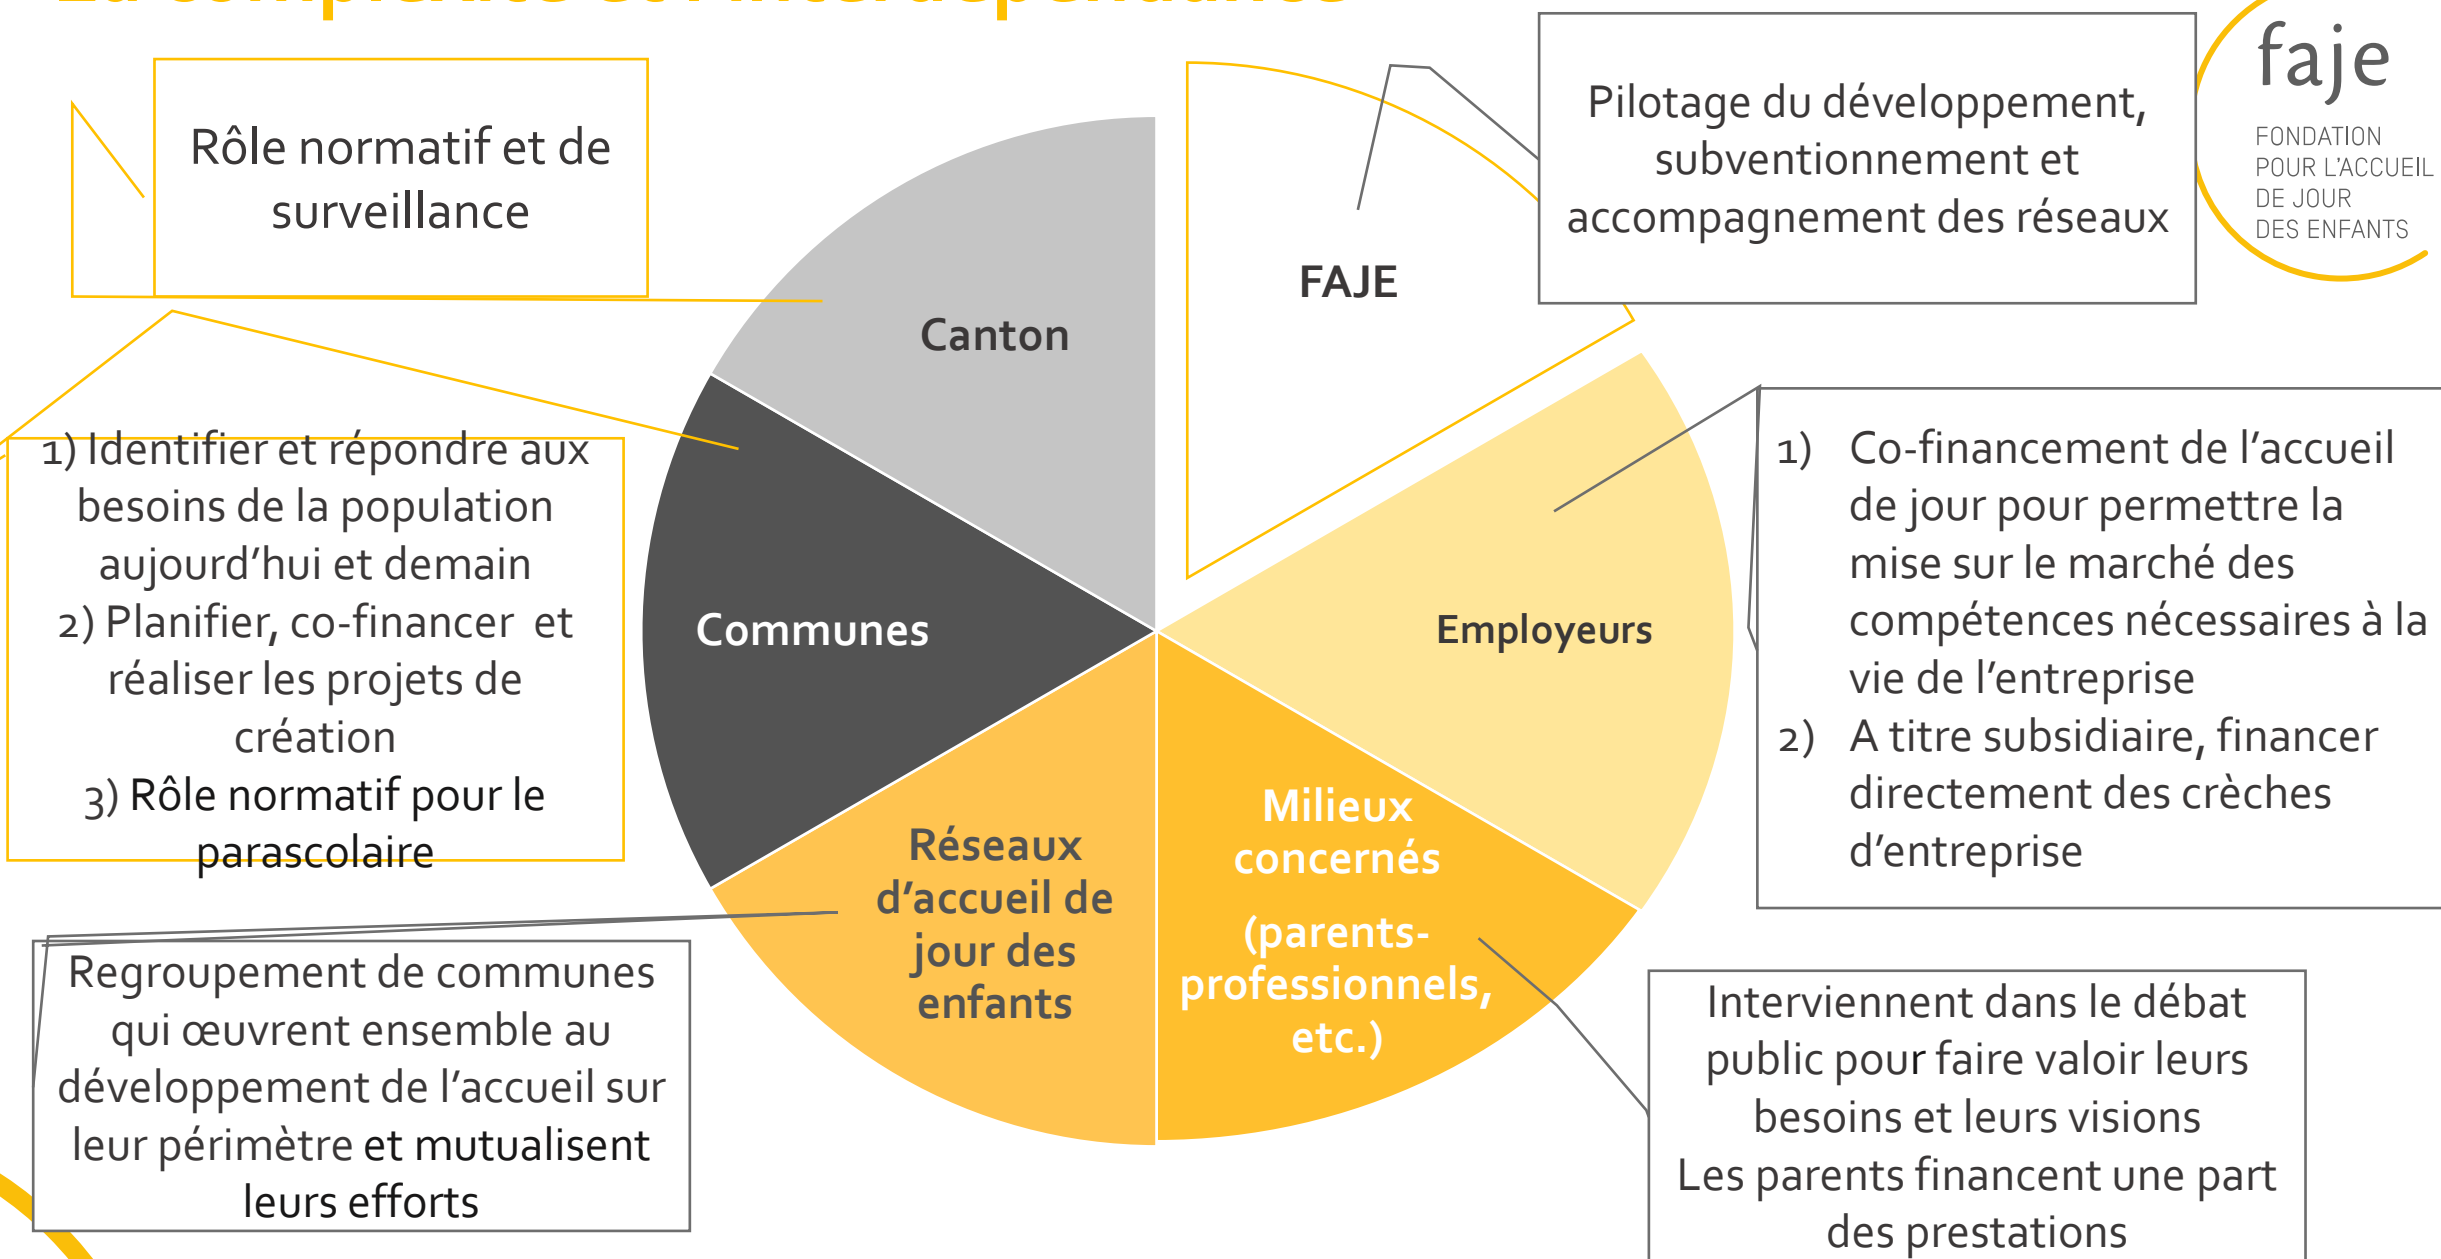 La complexité et l'interdépendance
faje
FONDATION
POUR L'ACCUEIL
DE JOUR
DES ENFANTS
Rôle normatif et de
surveillance
Pilotage du développement,
subventionnement et
accompagnement des réseaux
FAJE
Canton
1) Identifier et répondre aux
besoins de la population
aujourd’hui et demain
2) Planifier, co-financer et
réaliser les projets de
création
3) Rôle normatif pour le
parascolaire
Communes
Employeurs
1) Co-financement de l’accueil
de jour pour permettre la
mise sur le marché des
compétences nécessaires à la
vie de l’entreprise
2) A titre subsidiaire, financer
directement des crèches
d’entreprise
Réseaux
d’accueil de
jour des
enfants
Milieux
concernés
(parents-
professionnels,
etc.)
Regroupement de communes
qui œuvrent ensemble au
développement de l’accueil sur
leur périmètre et mutualisent
leurs efforts
Interviennent dans le débat
public pour faire valoir leurs
besoins et leurs visions
Les parents financent une part
des prestations